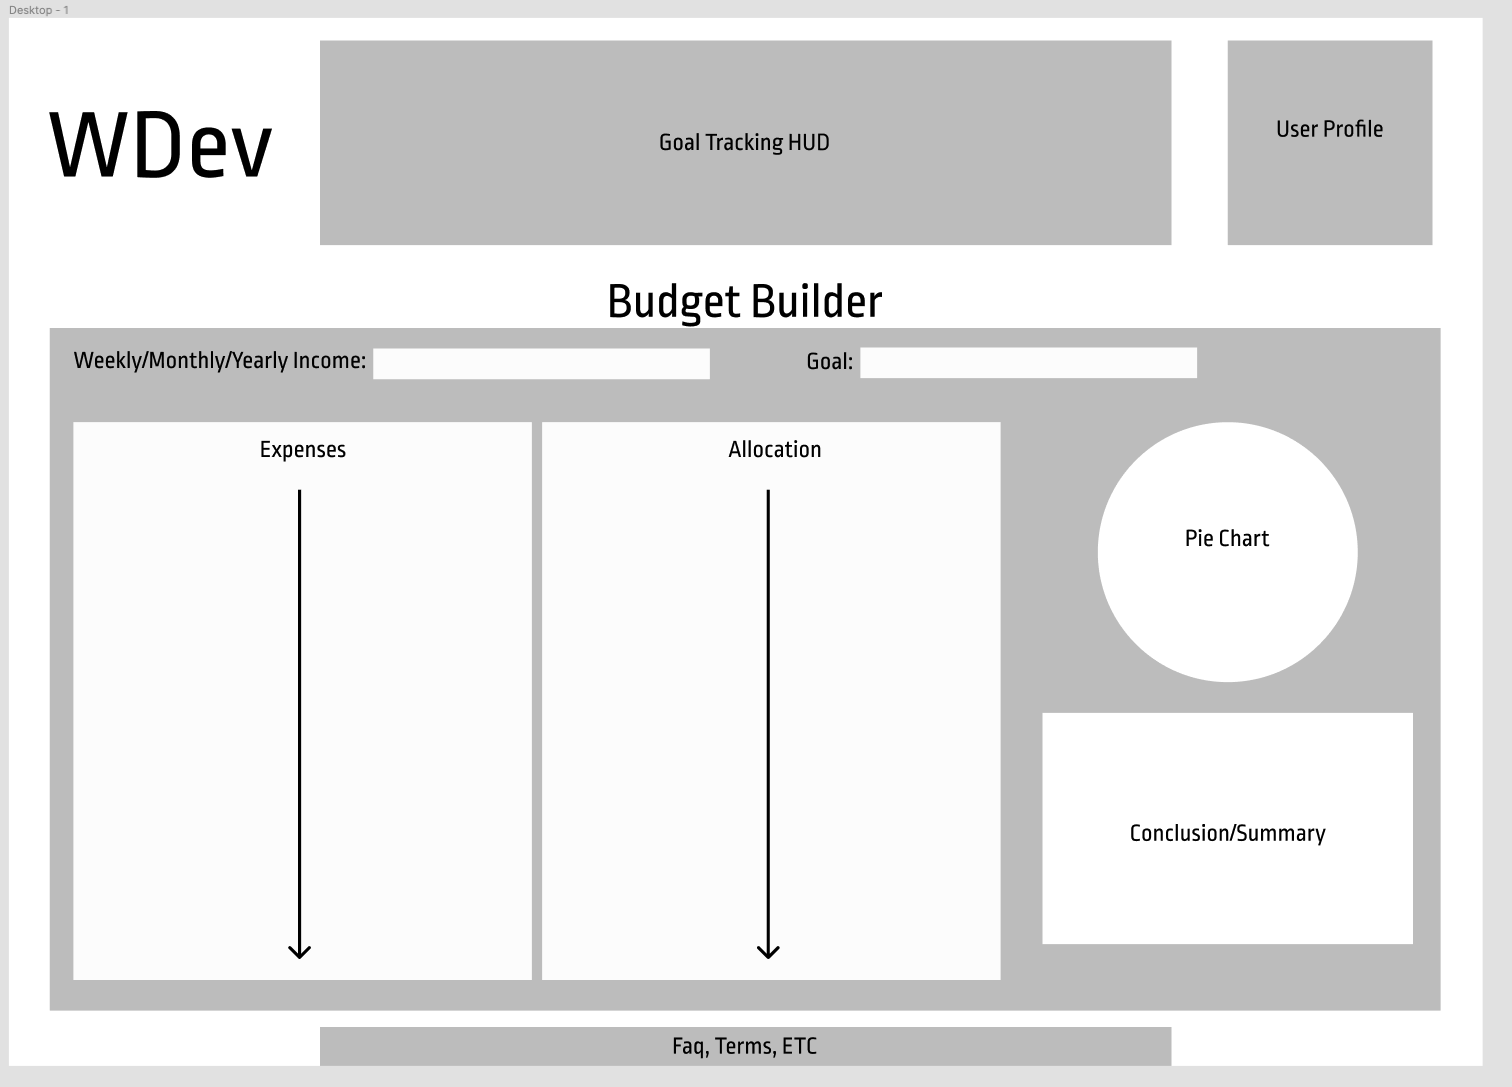 Desktop - 1
WDev
Goal Tracking HUD
User Profile
Budget Builder
Weekly/Monthly/Yearly Income:
Goal:
Expenses
Allocation
Pie Chart
Conclusion/Summary
Faq, Terms, ETC